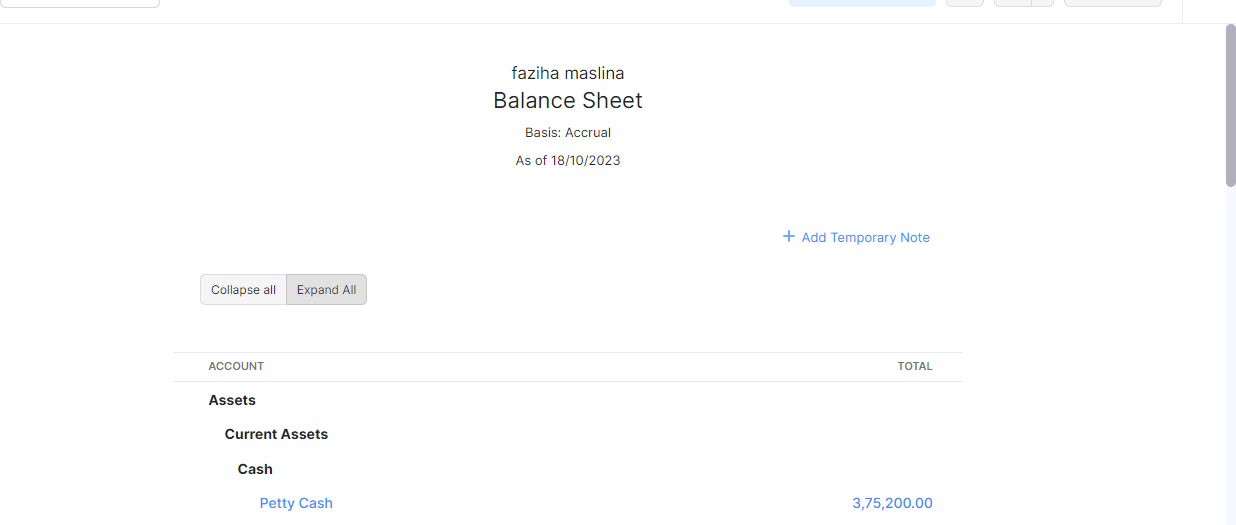 faziha maslina
Balance Sheet
Basis: Accrual
As of 18/10/2023
+ Add Temporary Note
Collapse all Expand All
ACCOUNT TOTAL
Assets
Current Assets
Cash
Petty Cash 3,75,200.00